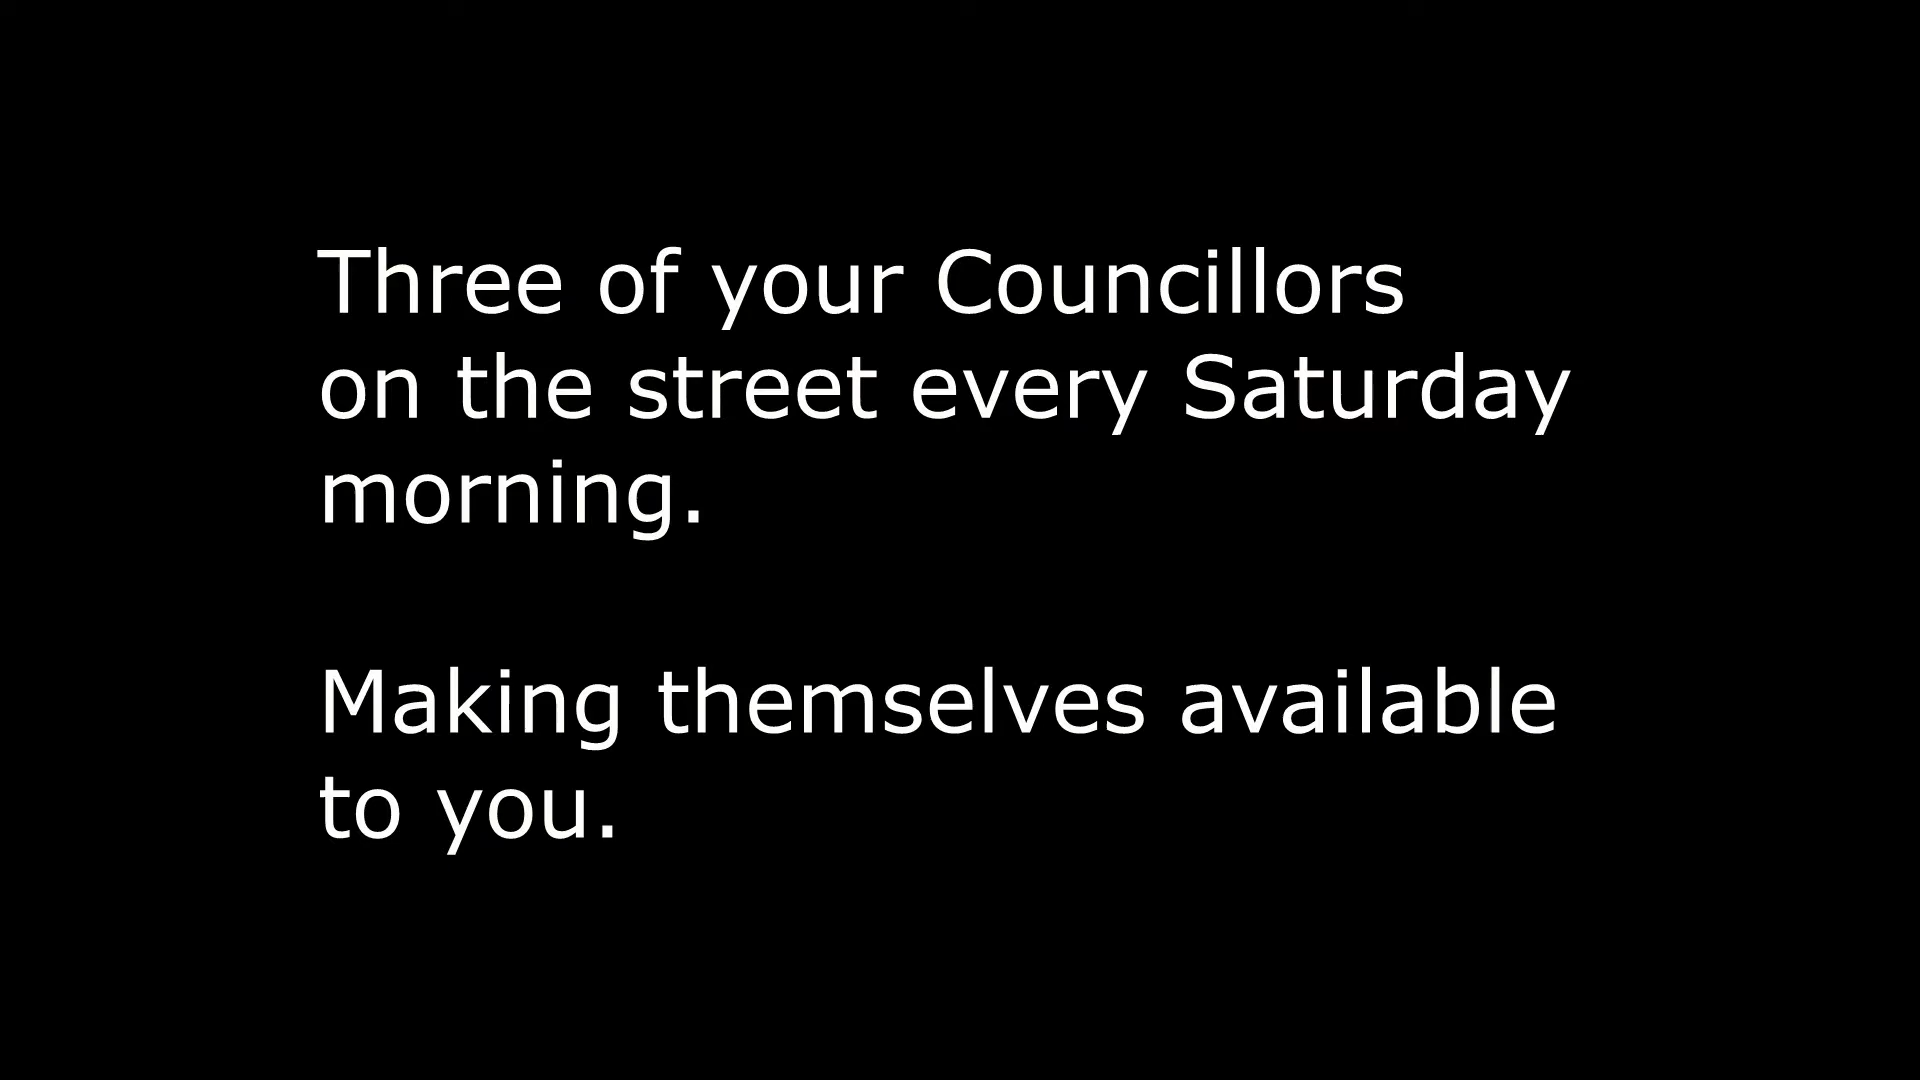 Three of your Councillors
on the street every Saturday
morning.
Making themselves available
to you.